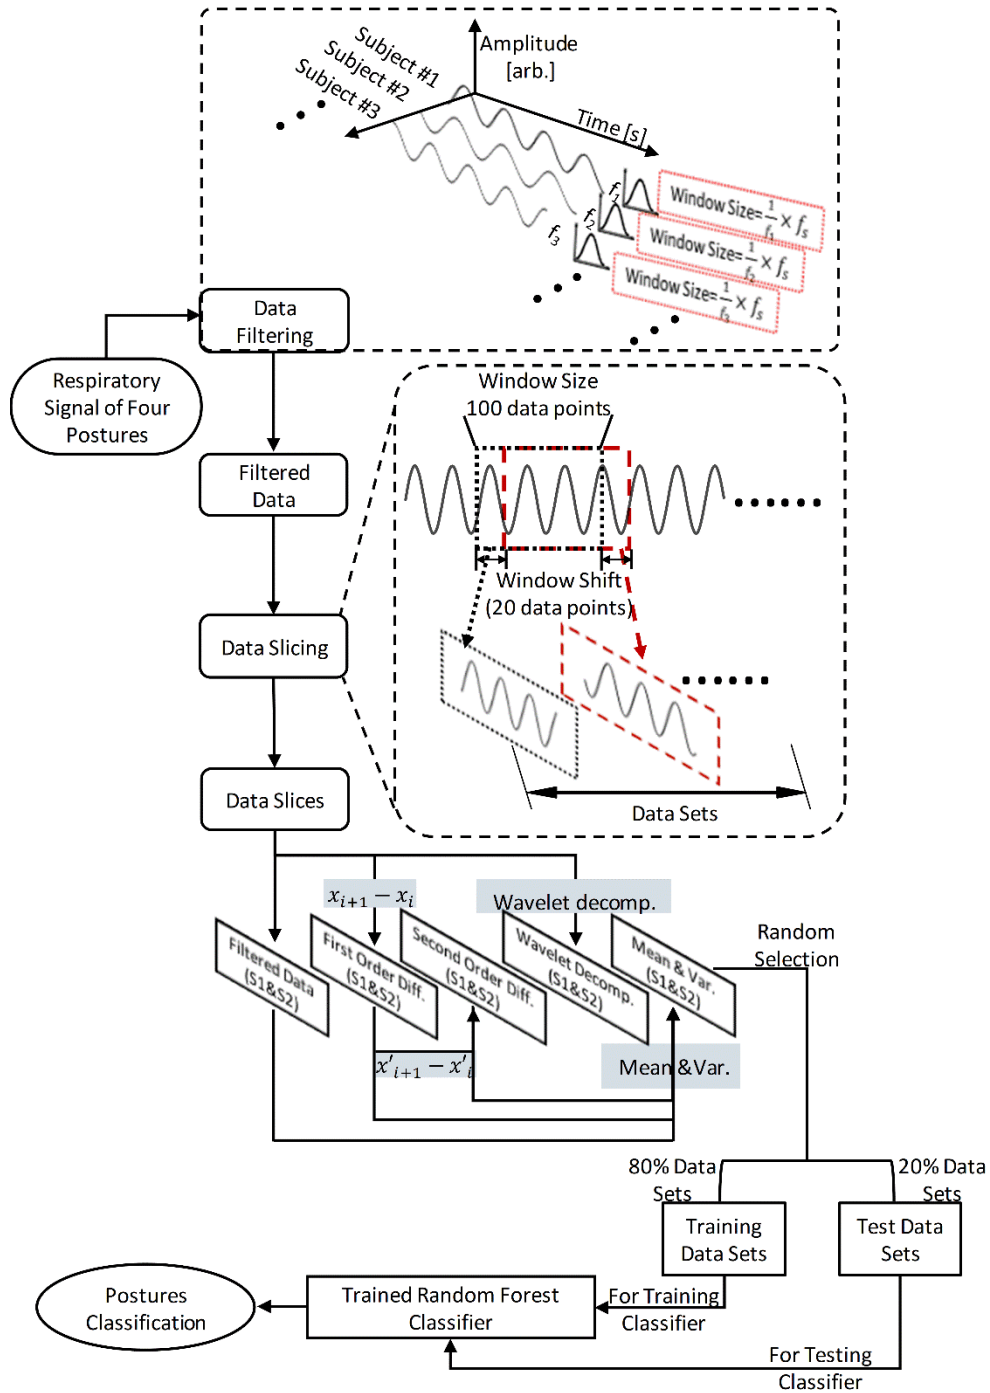 Amplitude
[arb.]
Subject #1
Subject #2
Subject #3
Time [s]
f₁
f₂
f₃
Window Size=1/f₁ × fₛ
Window Size=1/f₂ × fₛ
Window Size=1/f₃ × fₛ
Data
Filtering
Respiratory
Signal of Four
Postures
Filtered
Data
Data Slicing
Data Slices
Window Size
100 data points
Window Shift
(20 data points)
Data Sets
xᵢ₊₁ − xᵢ
Wavelet decomp.
Filtered Data
(S1&S2)
First Order Diff.
(S1&S2)
Second Order Diff.
(S1&S2)
Wavelet Decomp.
(S1&S2)
Mean & Var.
(S1&S2)
x′ᵢ₊₁ − x′ᵢ
Mean &Var.
Random
Selection
80% Data
Sets
20% Data
Sets
Training
Data Sets
Test Data
Sets
For Training
Classifier
For Testing
Classifier
Trained Random Forest
Classifier
Postures
Classification